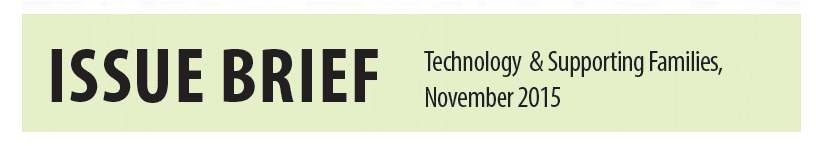 ISSUE BRIEF
Technology & Supporting Families,
November 2015